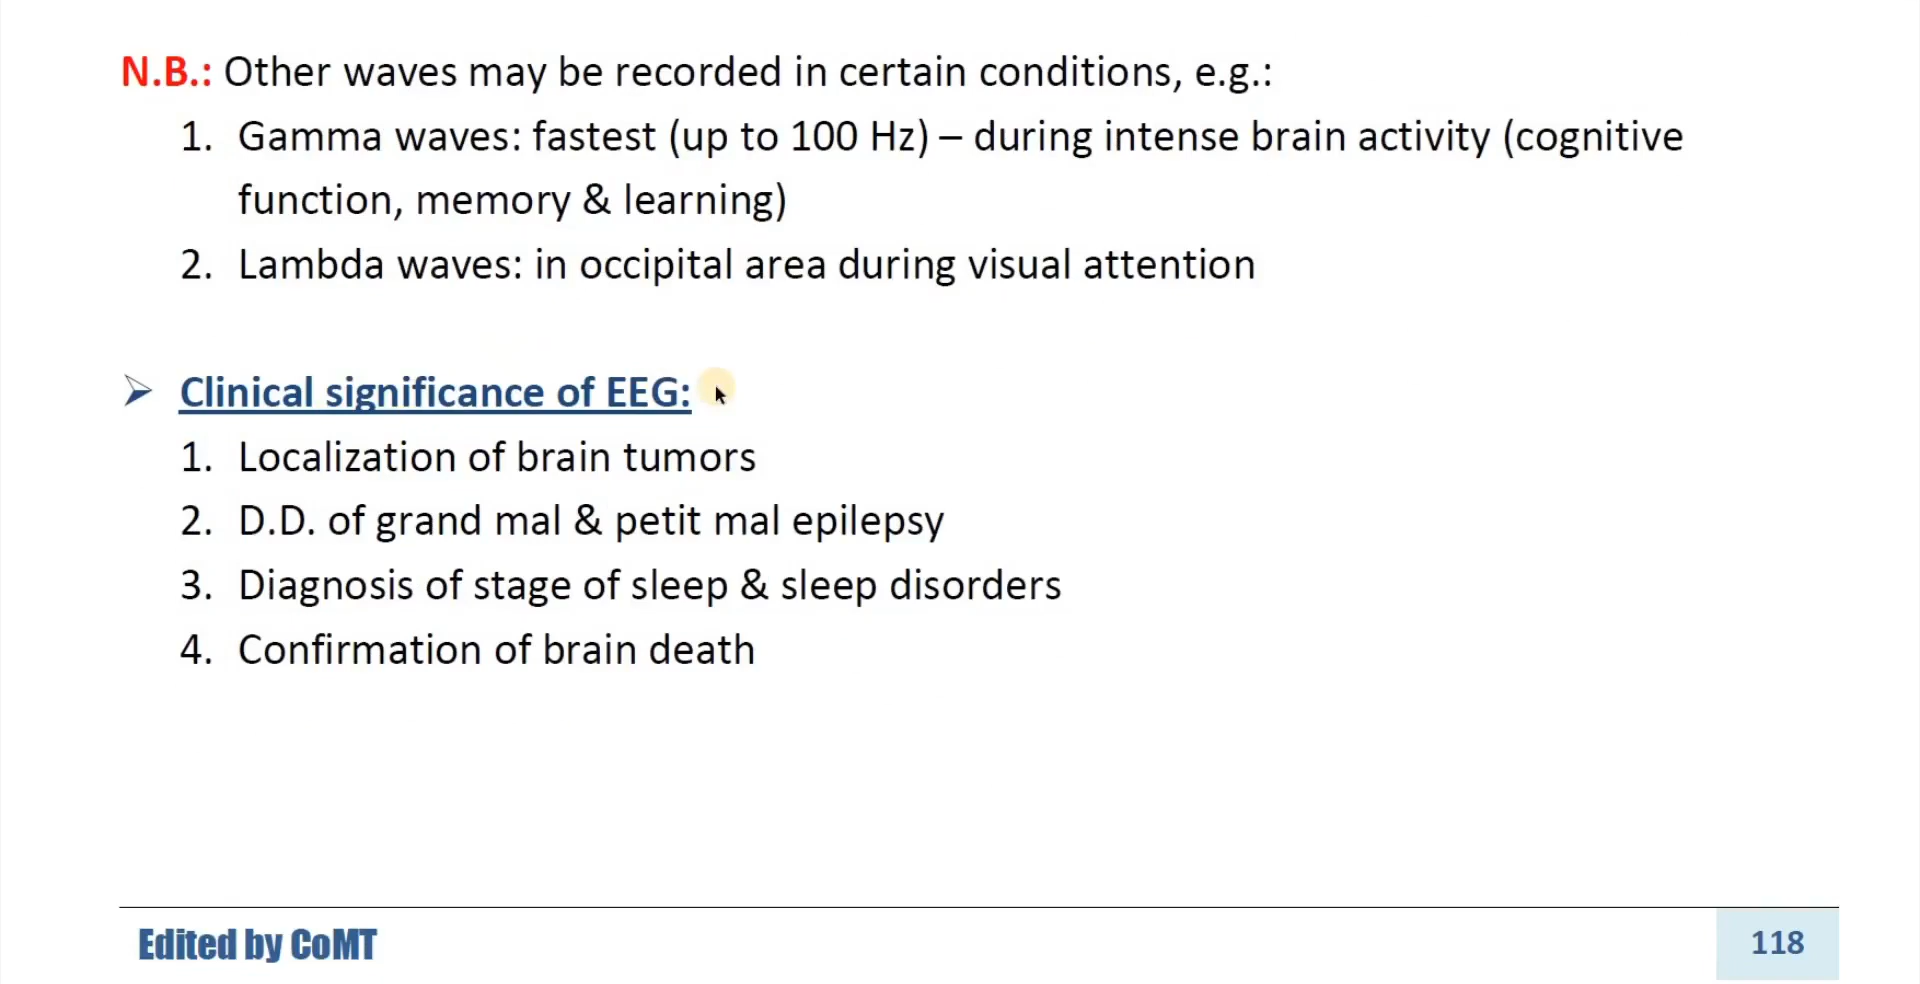 N.B.: Other waves may be recorded in certain conditions, e.g.:
1. Gamma waves: fastest (up to 100 Hz) – during intense brain activity (cognitive
function, memory & learning)
2. Lambda waves: in occipital area during visual attention
Clinical significance of EEG:
1. Localization of brain tumors
2. D.D. of grand mal & petit mal epilepsy
3. Diagnosis of stage of sleep & sleep disorders
4. Confirmation of brain death
Edited by CoMT
118